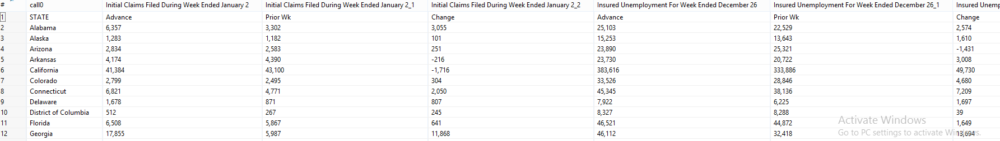 # call0 Initial Claims Filed During Week Ended January 2 Initial Claims Filed During Week Ended January 2_1 Initial Claims Filed During Week Ended January 2_2 Insured Unemployment For Week Ended December 26 Insured Unemployment For Week Ended December 26_1 Insured Unemp
1 STATE Advance Prior Wk Change Advance Prior Wk Change
2 Alabama 6,357 3,302 3,055 25,103 22,529 2,574
3 Alaska 1,283 1,182 101 15,253 13,643 1,610
4 Arizona 2,834 2,583 251 23,890 25,321 -1,431
5 Arkansas 4,174 4,390 -216 23,730 20,722 3,008
6 California 41,384 43,100 -1,716 383,616 333,886 49,730
7 Colorado 2,799 2,495 304 33,526 28,846 4,680
8 Connecticut 6,821 4,771 2,050 45,345 38,136 7,209
9 Delaware 1,678 871 807 7,922 6,225 1,697
10 District of Columbia 512 267 245 8,327 8,288 39
11 Florida 6,508 5,867 641 46,521 44,872 1,649
12 Georgia 17,855 5,987 11,868 46,112 32,418 13,694
Activate Windows
Go to PC settings to activate Windows.